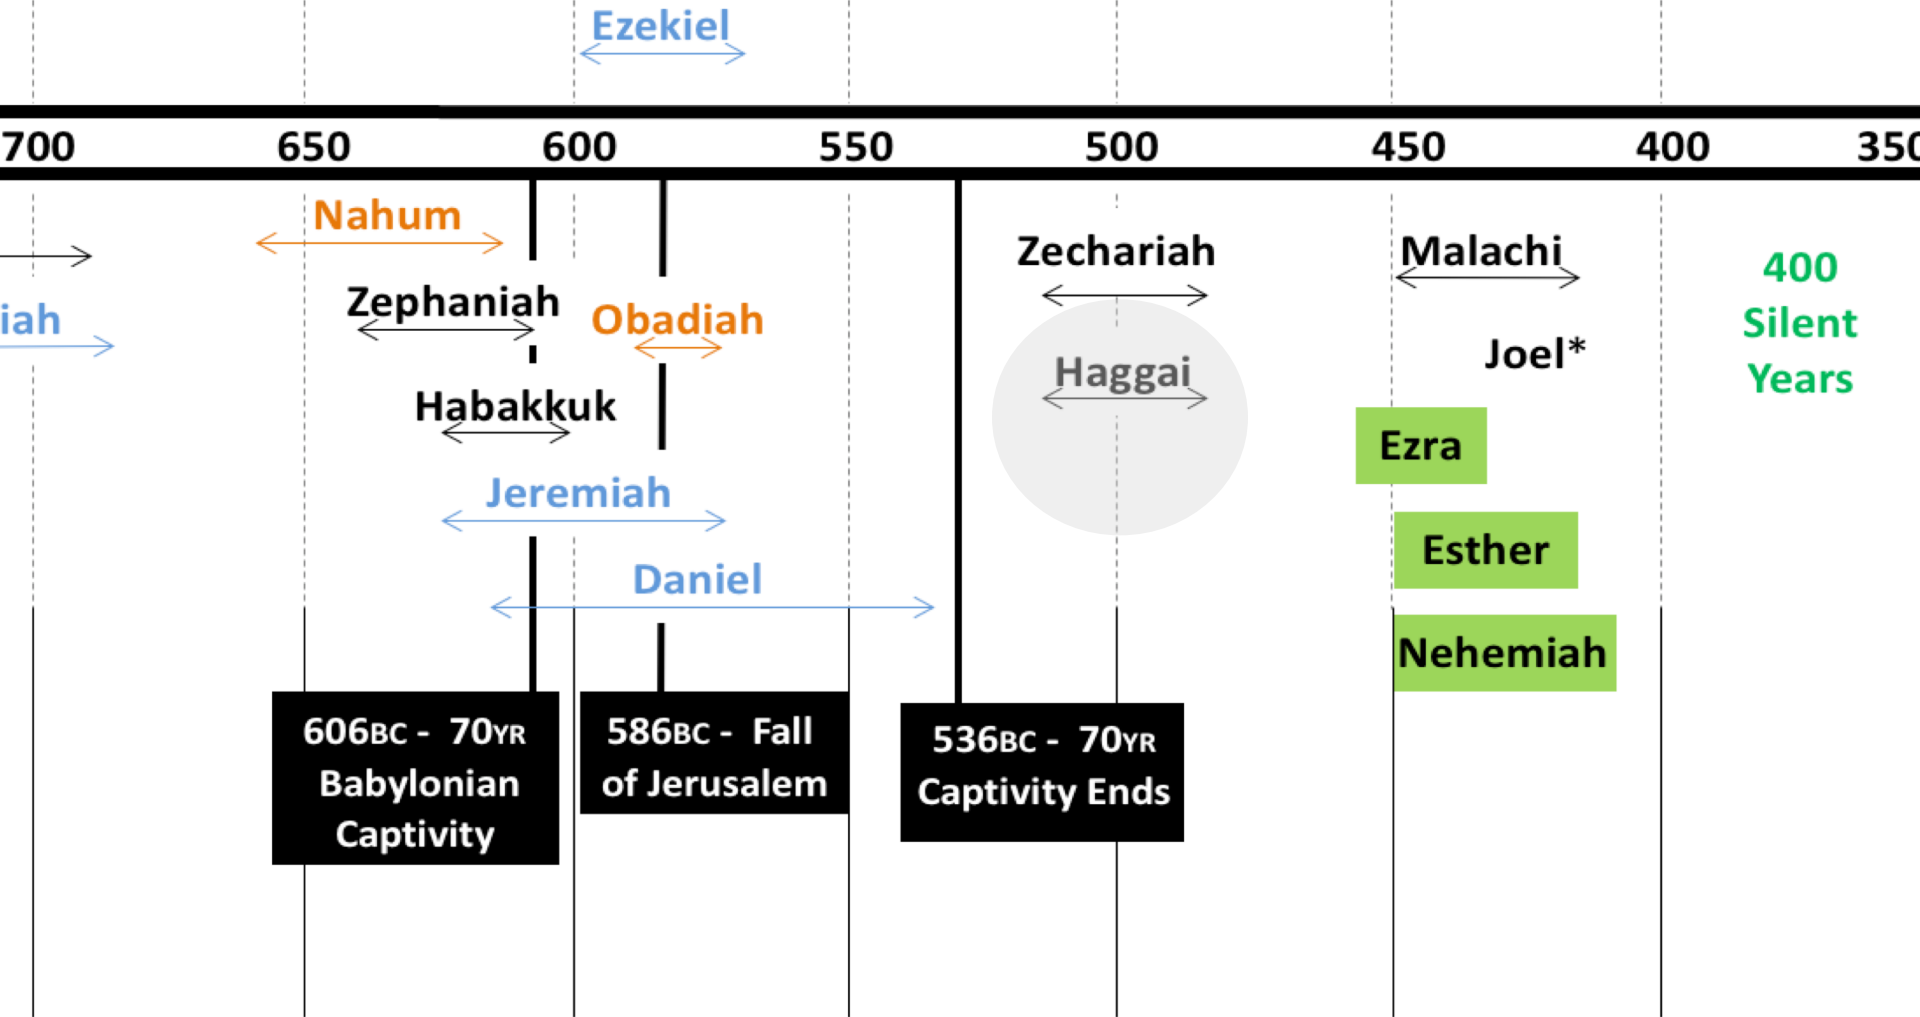 Ezekiel
700 650 600 550 500 450 400 350
Nahum
Zechariah
Malachi
400
Silent
Years
Zephaniah
iah
Obadiah
Joel*
Haggai
Habakkuk
Ezra
Jeremiah
Esther
Daniel
Nehemiah
606BC - 70YR
Babylonian
Captivity
586BC - Fall
of Jerusalem
536BC - 70YR
Captivity Ends